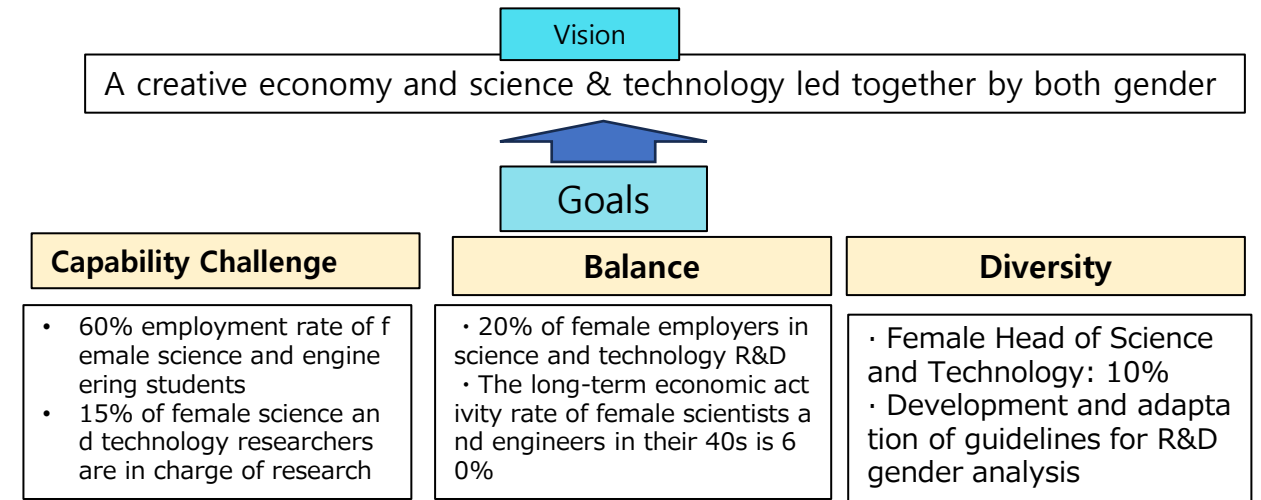 Vision
A creative economy and science & technology led together by both gender
Goals
Capability Challenge
• 60% employment rate of f
emale science and engine
ering students
• 15% of female science an
d technology researchers
are in charge of research
Balance
· 20% of female employers in
science and technology R&D
· The long-term economic act
ivity rate of female scientists a
nd engineers in their 40s is 6
0%
Diversity
· Female Head of Science
and Technology: 10%
· Development and adapta
tion of guidelines for R&D
gender analysis